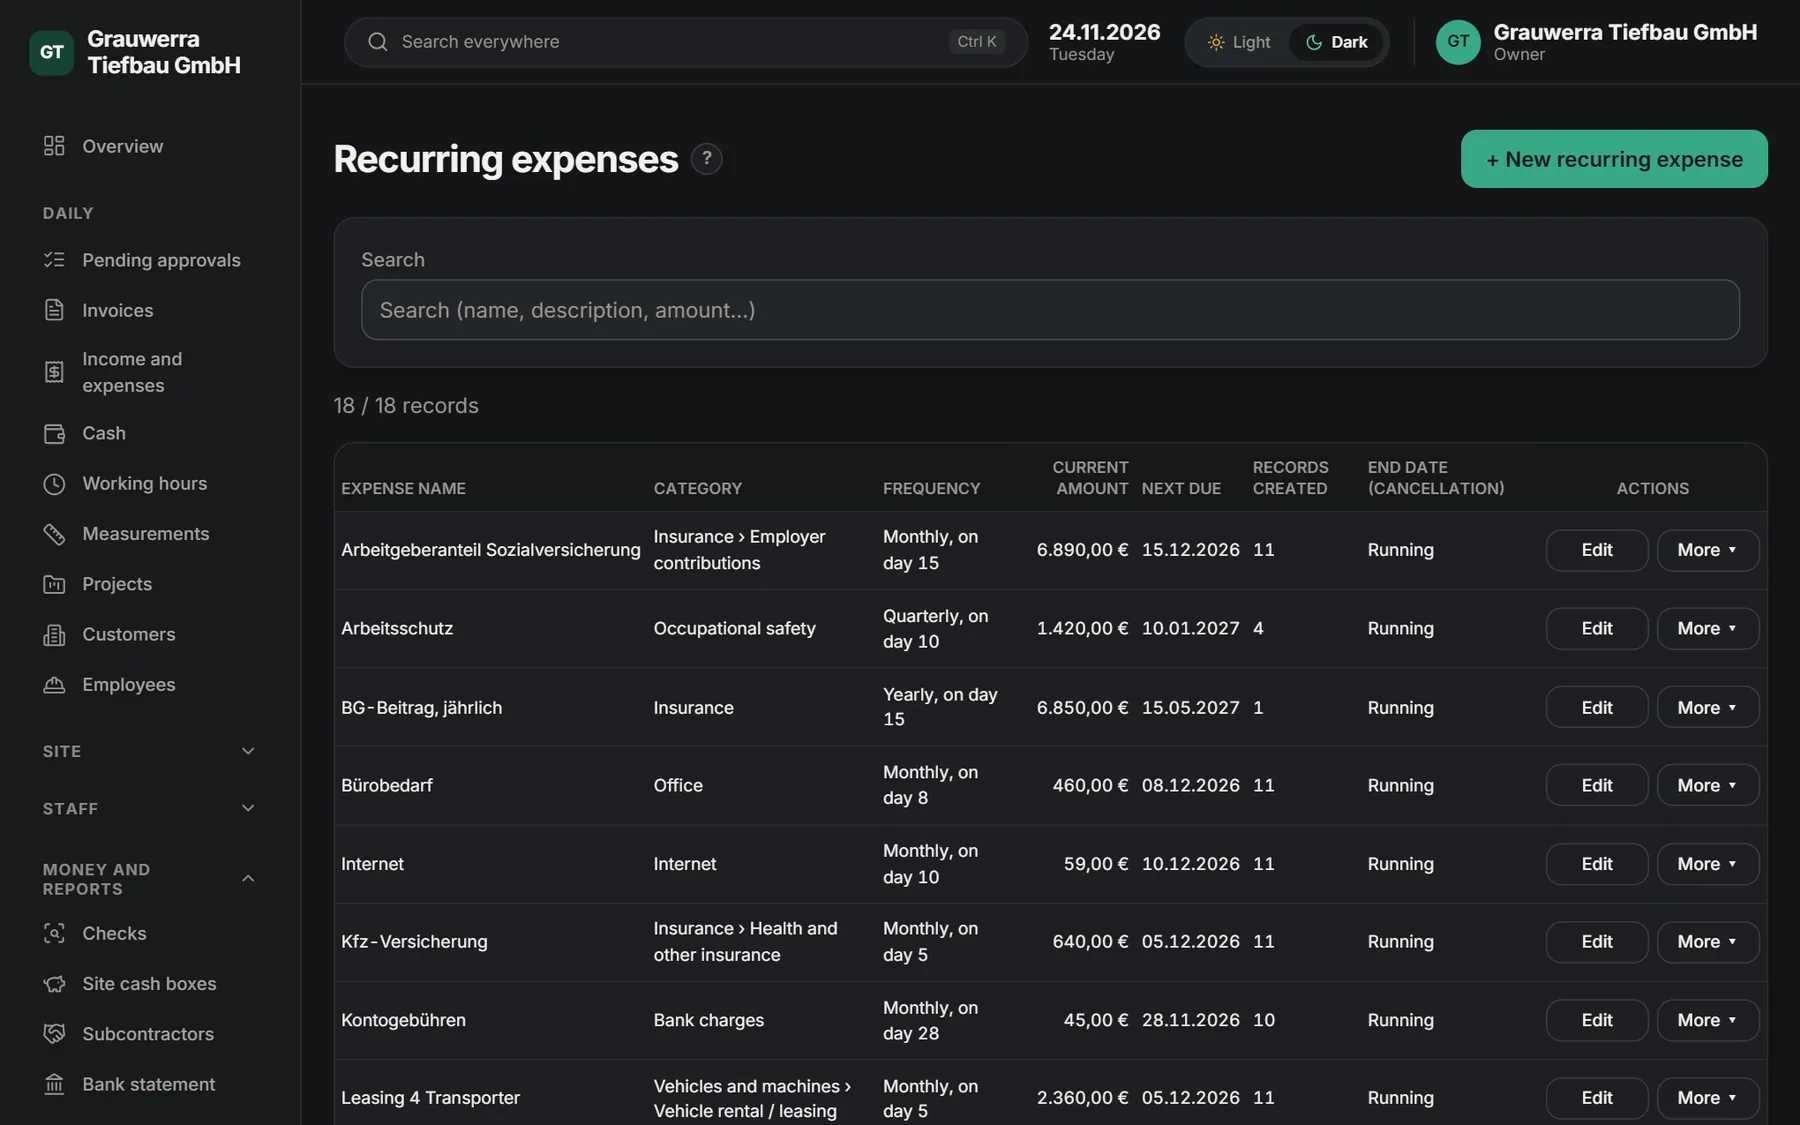 GT
Grauwerra
Tiefbau GmbH
Search everywhere
Ctrl K
24.11.2026
Tuesday
Light
Dark
GT
Grauwerra Tiefbau GmbH
Owner
Overview
DAILY
Pending approvals
Invoices
Income and
expenses
Cash
Working hours
Measurements
Projects
Customers
Employees
SITE
STAFF
MONEY AND
REPORTS
Checks
Site cash boxes
Subcontractors
Bank statement
Recurring expenses ?
+ New recurring expense
Search
Search (name, description, amount...)
18 / 18 records
EXPENSE NAME CATEGORY FREQUENCY CURRENT AMOUNT NEXT DUE RECORDS CREATED END DATE (CANCELLATION) ACTIONS
Arbeitgeberanteil Sozialversicherung Insurance › Employer contributions Monthly, on day 15 6.890,00 € 15.12.2026 11 Running Edit More ▼
Arbeitsschutz Occupational safety Quarterly, on day 10 1.420,00 € 10.01.2027 4 Running Edit More ▼
BG-Beitrag, jährlich Insurance Yearly, on day 15 6.850,00 € 15.05.2027 1 Running Edit More ▼
Bürobedarf Office Monthly, on day 8 460,00 € 08.12.2026 11 Running Edit More ▼
Internet Internet Monthly, on day 10 59,00 € 10.12.2026 11 Running Edit More ▼
Kfz-Versicherung Insurance › Health and other insurance Monthly, on day 5 640,00 € 05.12.2026 11 Running Edit More ▼
Kontogebühren Bank charges Monthly, on day 28 45,00 € 28.11.2026 10 Running Edit More ▼
Leasing 4 Transporter Vehicles and machines › Vehicle rental / leasing Monthly, on day 5 2.360,00 € 05.12.2026 11 Running Edit More ▼